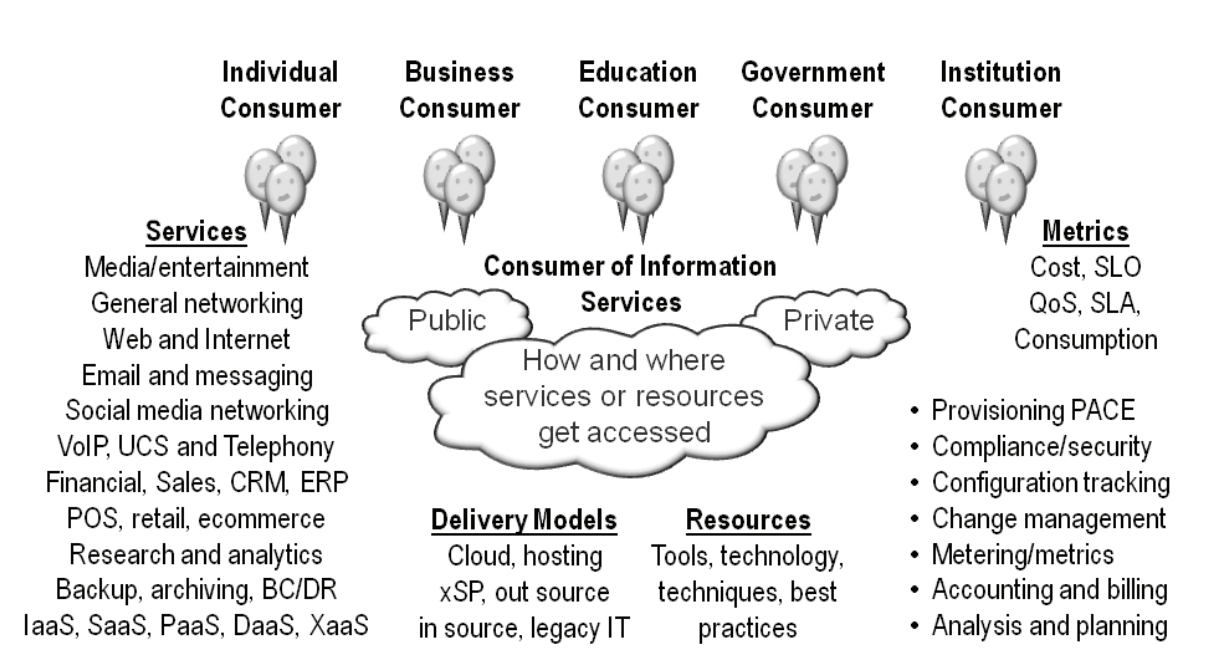 Individual
Consumer
Business
Consumer
Education
Consumer
Government
Consumer
Institution
Consumer
Services
Media/entertainment
General networking
Web and Internet
Email and messaging
Social media networking
VoIP, UCS and Telephony
Financial, Sales, CRM, ERP
POS, retail, ecommerce
Research and analytics
Backup, archiving, BC/DR
IaaS, SaaS, PaaS, DaaS, XaaS
Consumer of Information
Services
Public
Private
How and where
services or resources
get accessed
Delivery Models
Cloud, hosting
xSP, out source
in source, legacy IT
Resources
Tools, technology,
techniques, best
practices
Metrics
Cost, SLO
QoS, SLA,
Consumption
• Provisioning PACE
• Compliance/security
• Configuration tracking
• Change management
• Metering/metrics
• Accounting and billing
• Analysis and planning